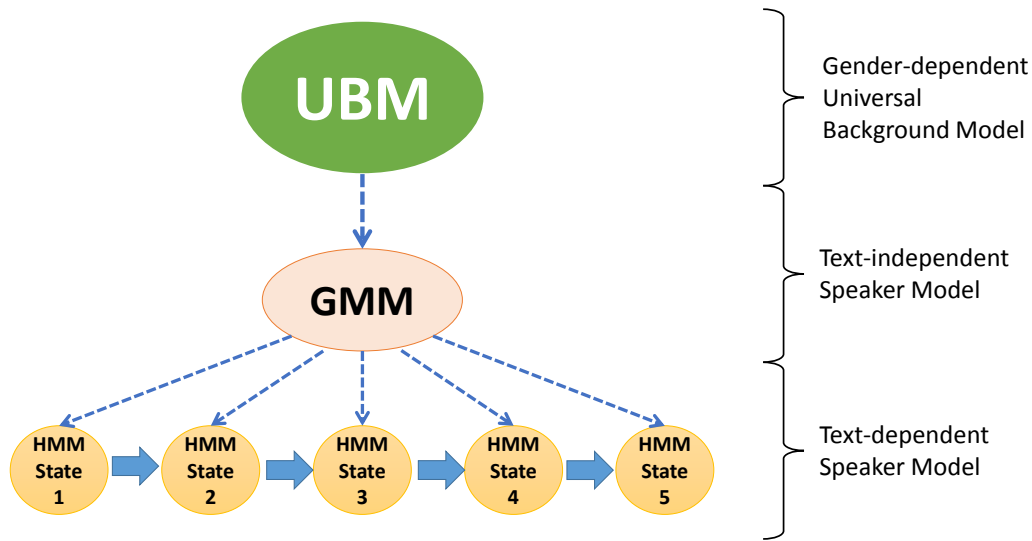 UBM
Gender-dependent
Universal
Background Model
GMM
Text-independent
Speaker Model
HMM
State
1
HMM
State
2
HMM
State
3
HMM
State
4
HMM
State
5
Text-dependent
Speaker Model